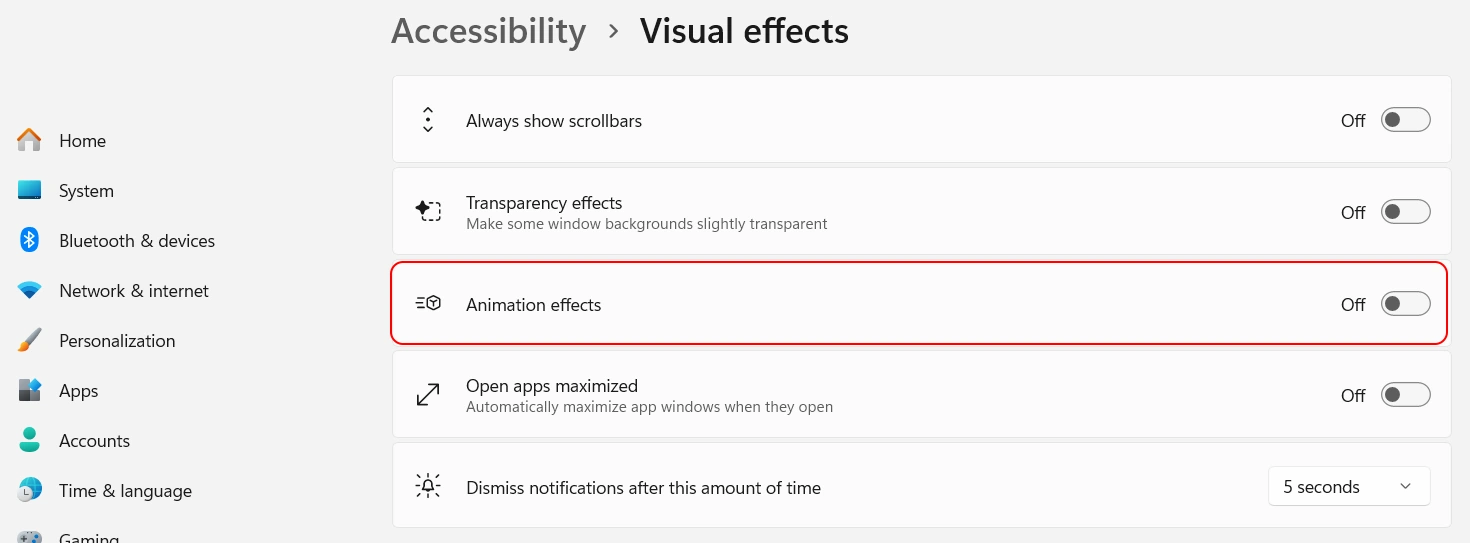 Accessibility > Visual effects
Home
System
Bluetooth & devices
Network & internet
Personalization
Apps
Accounts
Time & language
Gaming
Always show scrollbars
Off
Transparency effects
Make some window backgrounds slightly transparent
Off
Animation effects
Off
Open apps maximized
Automatically maximize app windows when they open
Off
Dismiss notifications after this amount of time
5 seconds